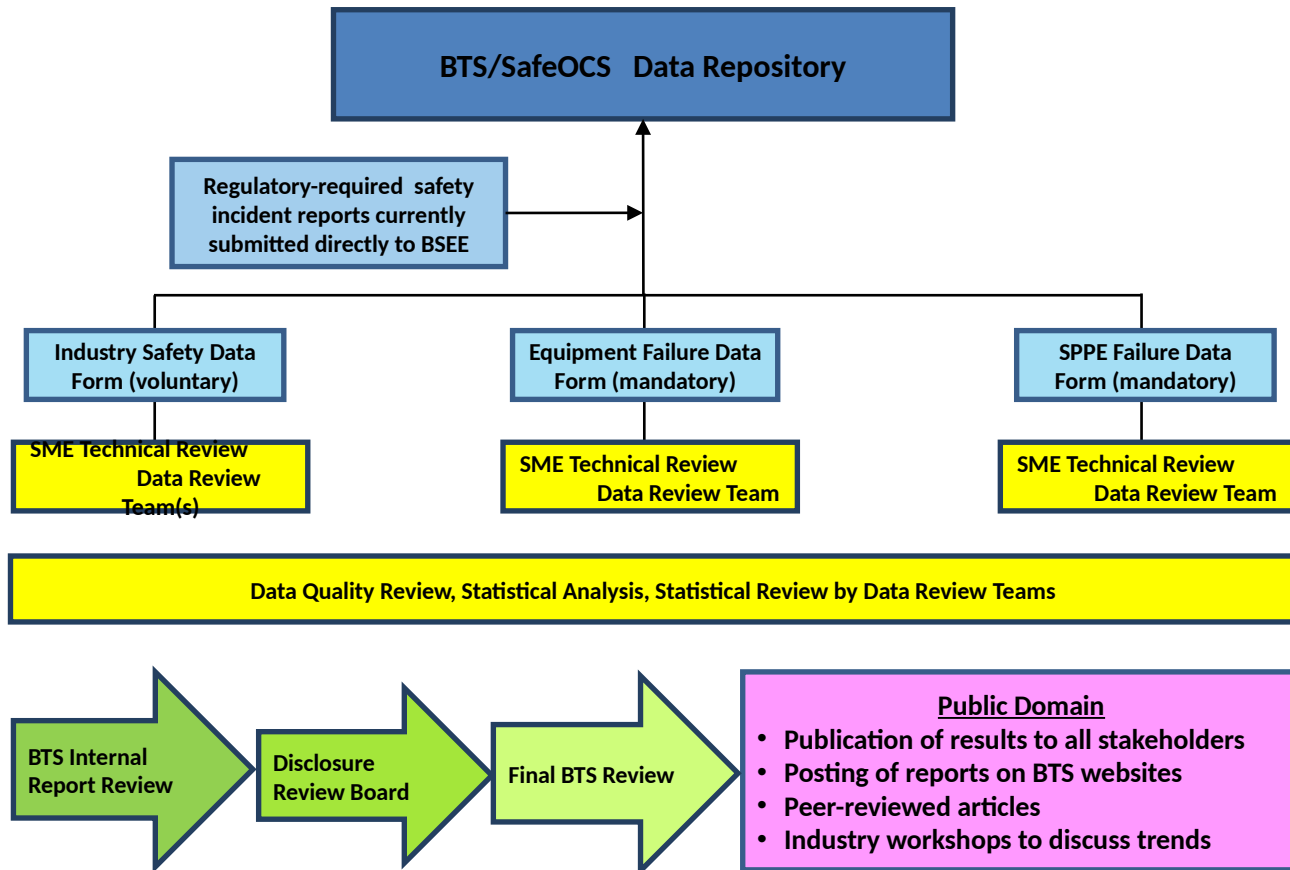 BTS/SafeOCS Data Repository
Regulatory-required safety
incident reports currently
submitted directly to BSEE
Industry Safety Data
Form (voluntary)
Equipment Failure Data
Form (mandatory)
SPPE Failure Data
Form (mandatory)
SME Technical Review
Data Review
Team(s)
SME Technical Review
Data Review Team
SME Technical Review
Data Review Team
Data Quality Review, Statistical Analysis, Statistical Review by Data Review Teams
BTS Internal
Report Review
Disclosure
Review Board
Final BTS Review
Public Domain
• Publication of results to all stakeholders
• Posting of reports on BTS websites
• Peer-reviewed articles
• Industry workshops to discuss trends